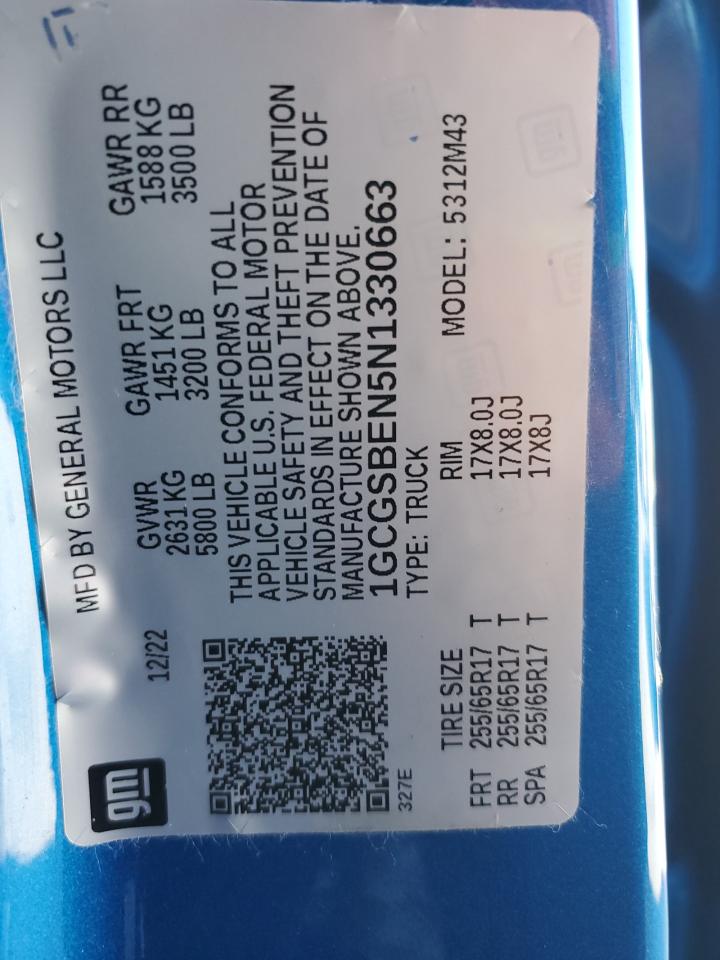 gm
12/22
MFD BY GENERAL MOTORS LLC
GVWR GAWR FRT GAWR RR
2631 KG 1451 KG 1588 KG
5800 LB 3200 LB 3500 LB
THIS VEHICLE CONFORMS TO ALL
APPLICABLE U.S. FEDERAL MOTOR
VEHICLE SAFETY AND THEFT PREVENTION
STANDARDS IN EFFECT ON THE DATE OF
MANUFACTURE SHOWN ABOVE.
1GCGSBEN5N1330663
TYPE: TRUCK
327E
TIRE SIZE RIM MODEL: 5312M43
FRT 255/65R17 T 17X8.0J
RR 255/65R17 T 17X8.0J
SPA 255/65R17 T 17X8J